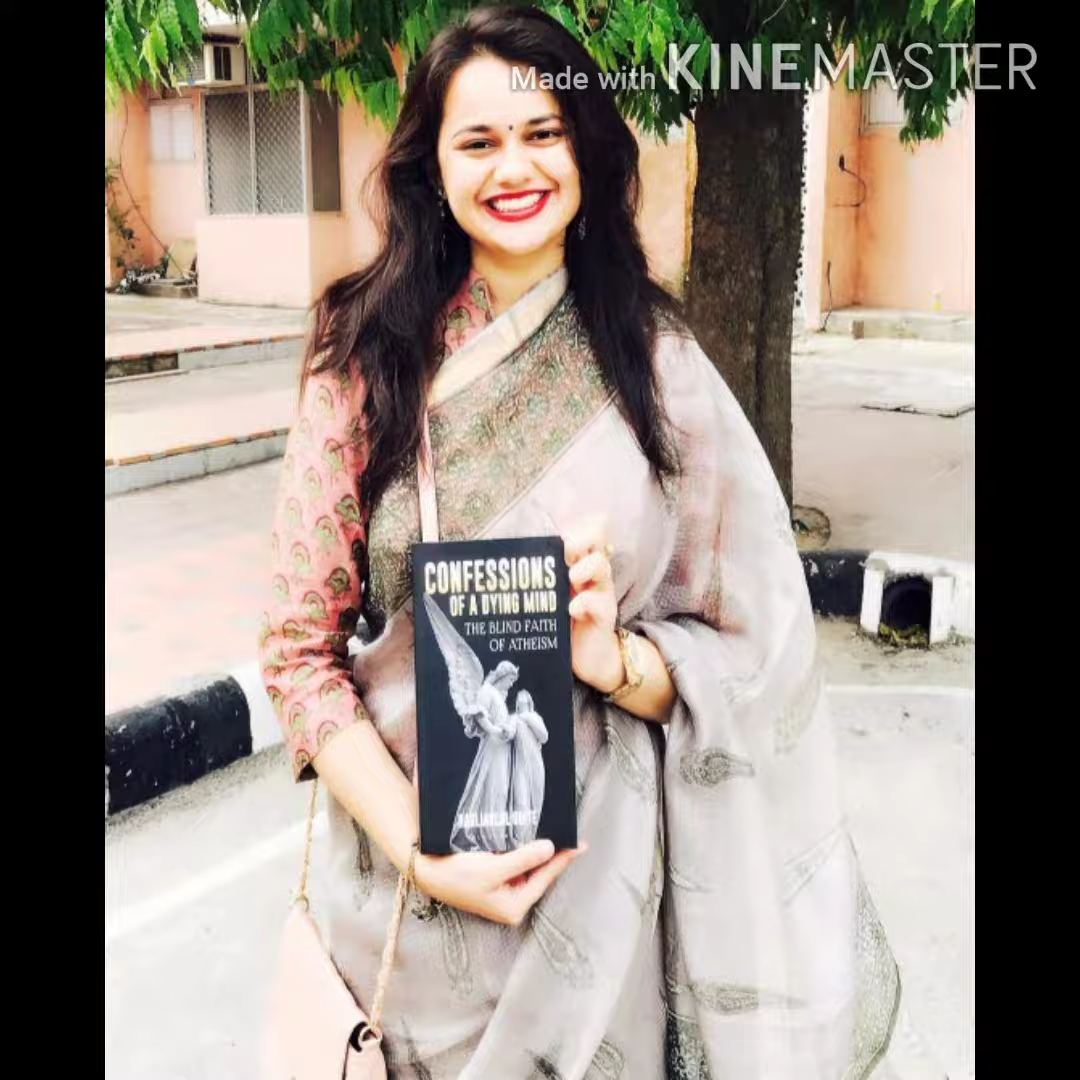 Made with KINEMASTER
CONFESSIONS
OF A DYING MIND
THE BLIND FAITH
OF ATHEISM